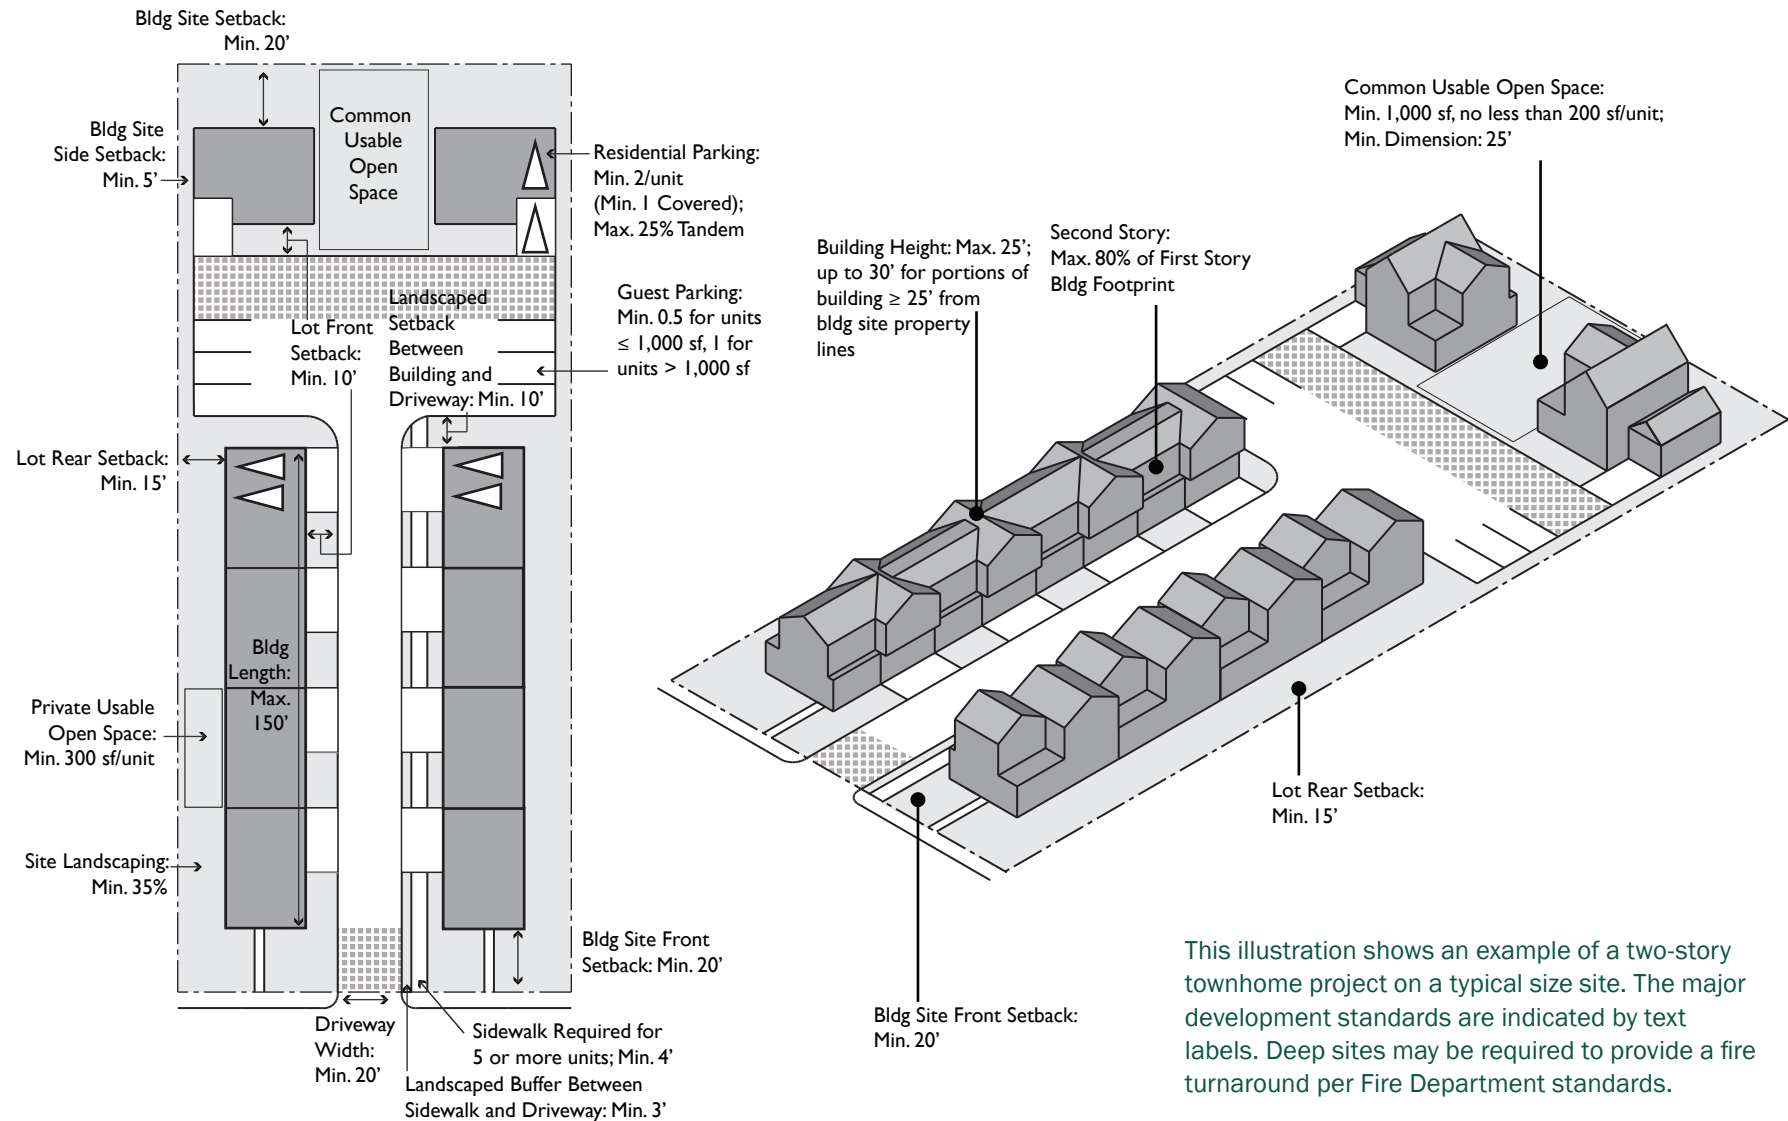 Bldg Site Setback:
Min. 20’
Bldg Site
Side Setback:
Min. 5’
Common
Usable
Open
Space
Residential Parking:
Min. 2/unit
(Min. 1 Covered);
Max. 25% Tandem
Guest Parking:
Min. 0.5 for units
≤ 1,000 sf, 1 for
units > 1,000 sf
Lot Front
Setback:
Min. 10’
Landscaped
Setback
Between
Building and
Driveway: Min. 10’
Lot Rear Setback:
Min. 15’
Bldg
Length:
Max.
150’
Private Usable
Open Space:
Min. 300 sf/unit
Site Landscaping:
Min. 35%
Bldg Site Front
Setback: Min. 20’
Driveway
Width:
Min. 20’
Sidewalk Required for
5 or more units; Min. 4’
Landscaped Buffer Between
Sidewalk and Driveway: Min. 3’
Building Height: Max. 25’;
up to 30’ for portions of
building ≥ 25’ from
bldg site property
lines
Second Story:
Max. 80% of First Story
Bldg Footprint
Common Usable Open Space:
Min. 1,000 sf, no less than 200 sf/unit;
Min. Dimension: 25’
Lot Rear Setback:
Min. 15’
Bldg Site Front Setback:
Min. 20’
This illustration shows an example of a two-story
townhome project on a typical size site. The major
development standards are indicated by text
labels. Deep sites may be required to provide a fire
turnaround per Fire Department standards.